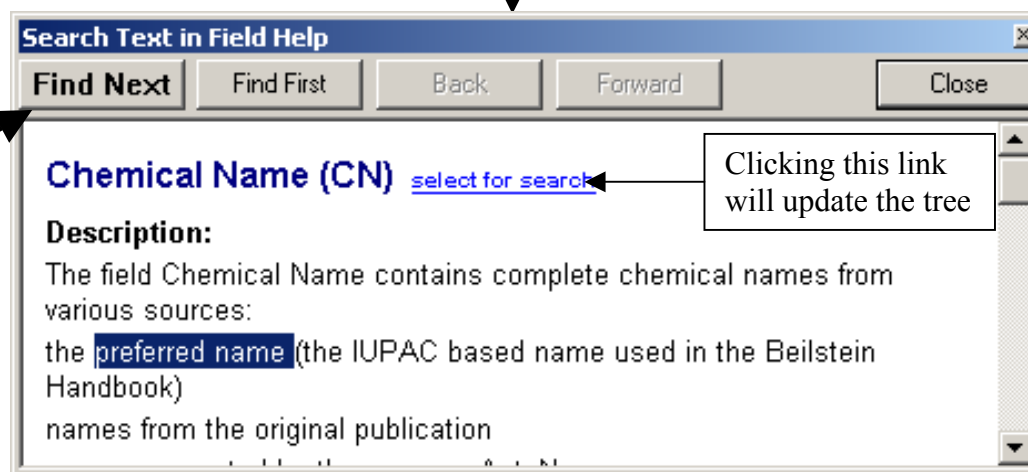 Search Text in Field Help
Find Next Find First Back Forward Close
Chemical Name (CN) select for search
Clicking this link
will update the tree
Description:
The field Chemical Name contains complete chemical names from
various sources:
the preferred name (the IUPAC based name used in the Beilstein
Handbook)
names from the original publication